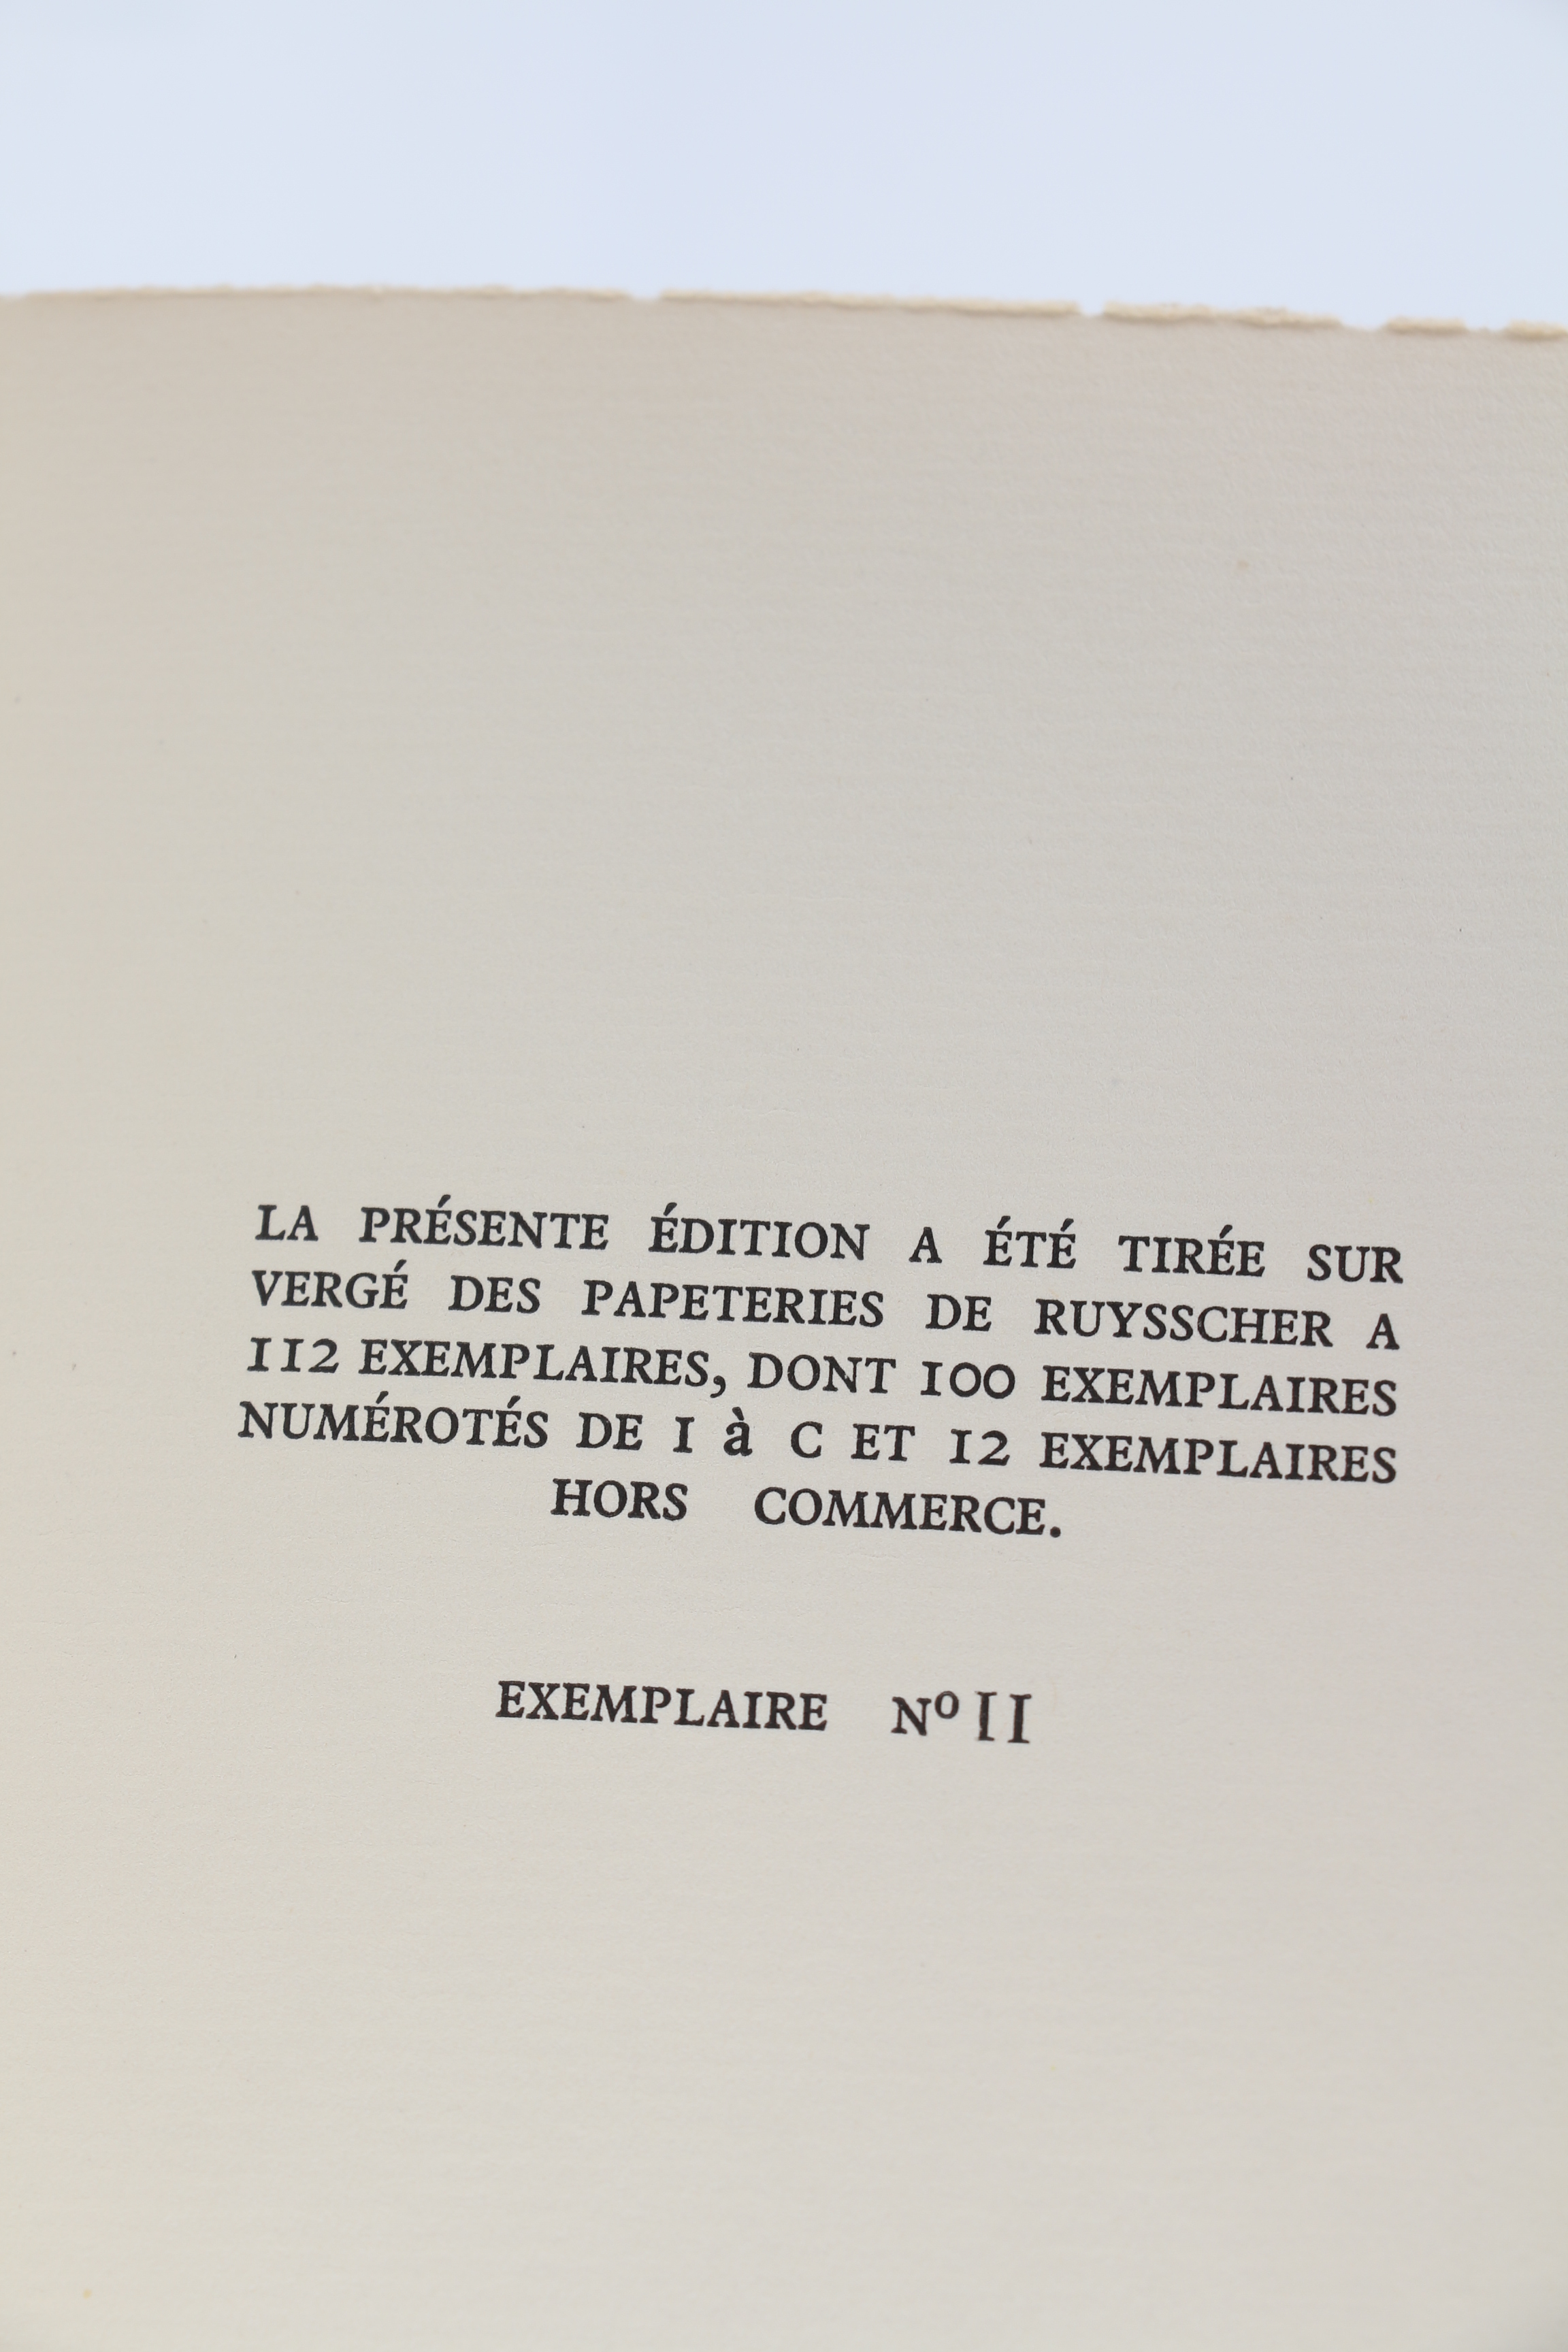 LA PRÉSENTE ÉDITION A ÉTÉ TIRÉE SUR
VERGÉ DES PAPETERIES DE RUYSSCHER A
112 EXEMPLAIRES, DONT 100 EXEMPLAIRES
NUMÉROTÉS DE I à C ET 12 EXEMPLAIRES
HORS COMMERCE.
EXEMPLAIRE Nº II